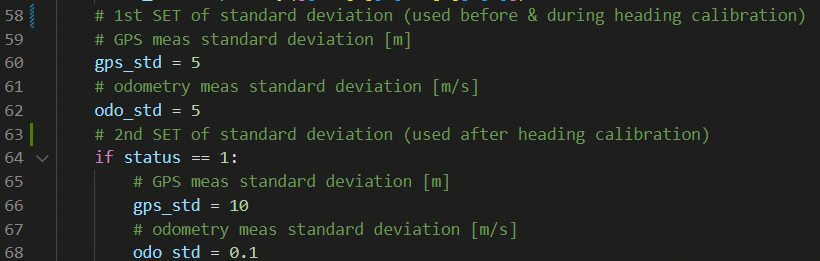 58 # 1st SET of standard deviation (used before & during heading calibration)
59 # GPS meas standard deviation [m]
60 gps_std = 5
61 # odometry meas standard deviation [m/s]
62 odo_std = 5
63 # 2nd SET of standard deviation (used after heading calibration)
64 if status == 1:
65 # GPS meas standard deviation [m]
66 gps_std = 10
67 # odometry meas standard deviation [m/s]
68 odo_std = 0.1